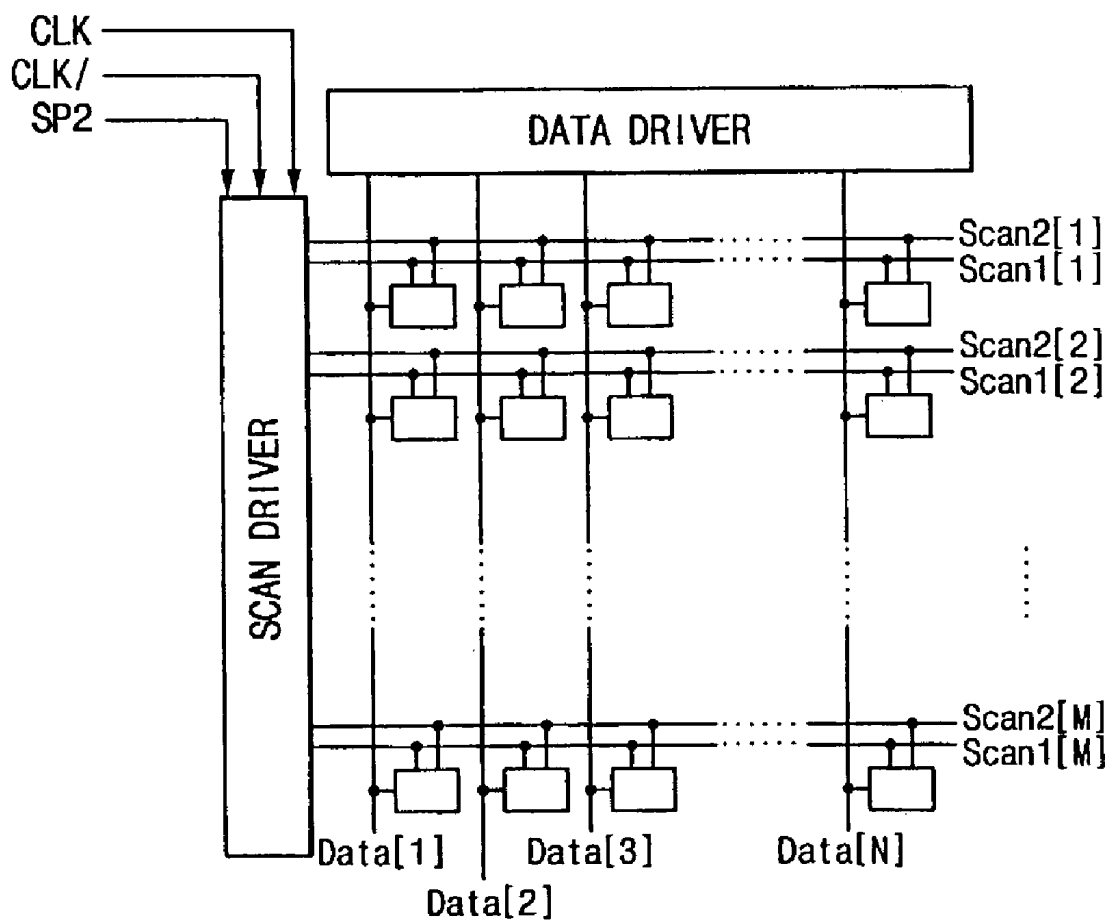 CLK
CLK/
SP2
DATA DRIVER
Scan2[1]
Scan1[1]
Scan2[2]
Scan1[2]
SCAN DRIVER
Scan2[M]
Scan1[M]
Data[1]
Data[3]
Data[N]
Data[2]